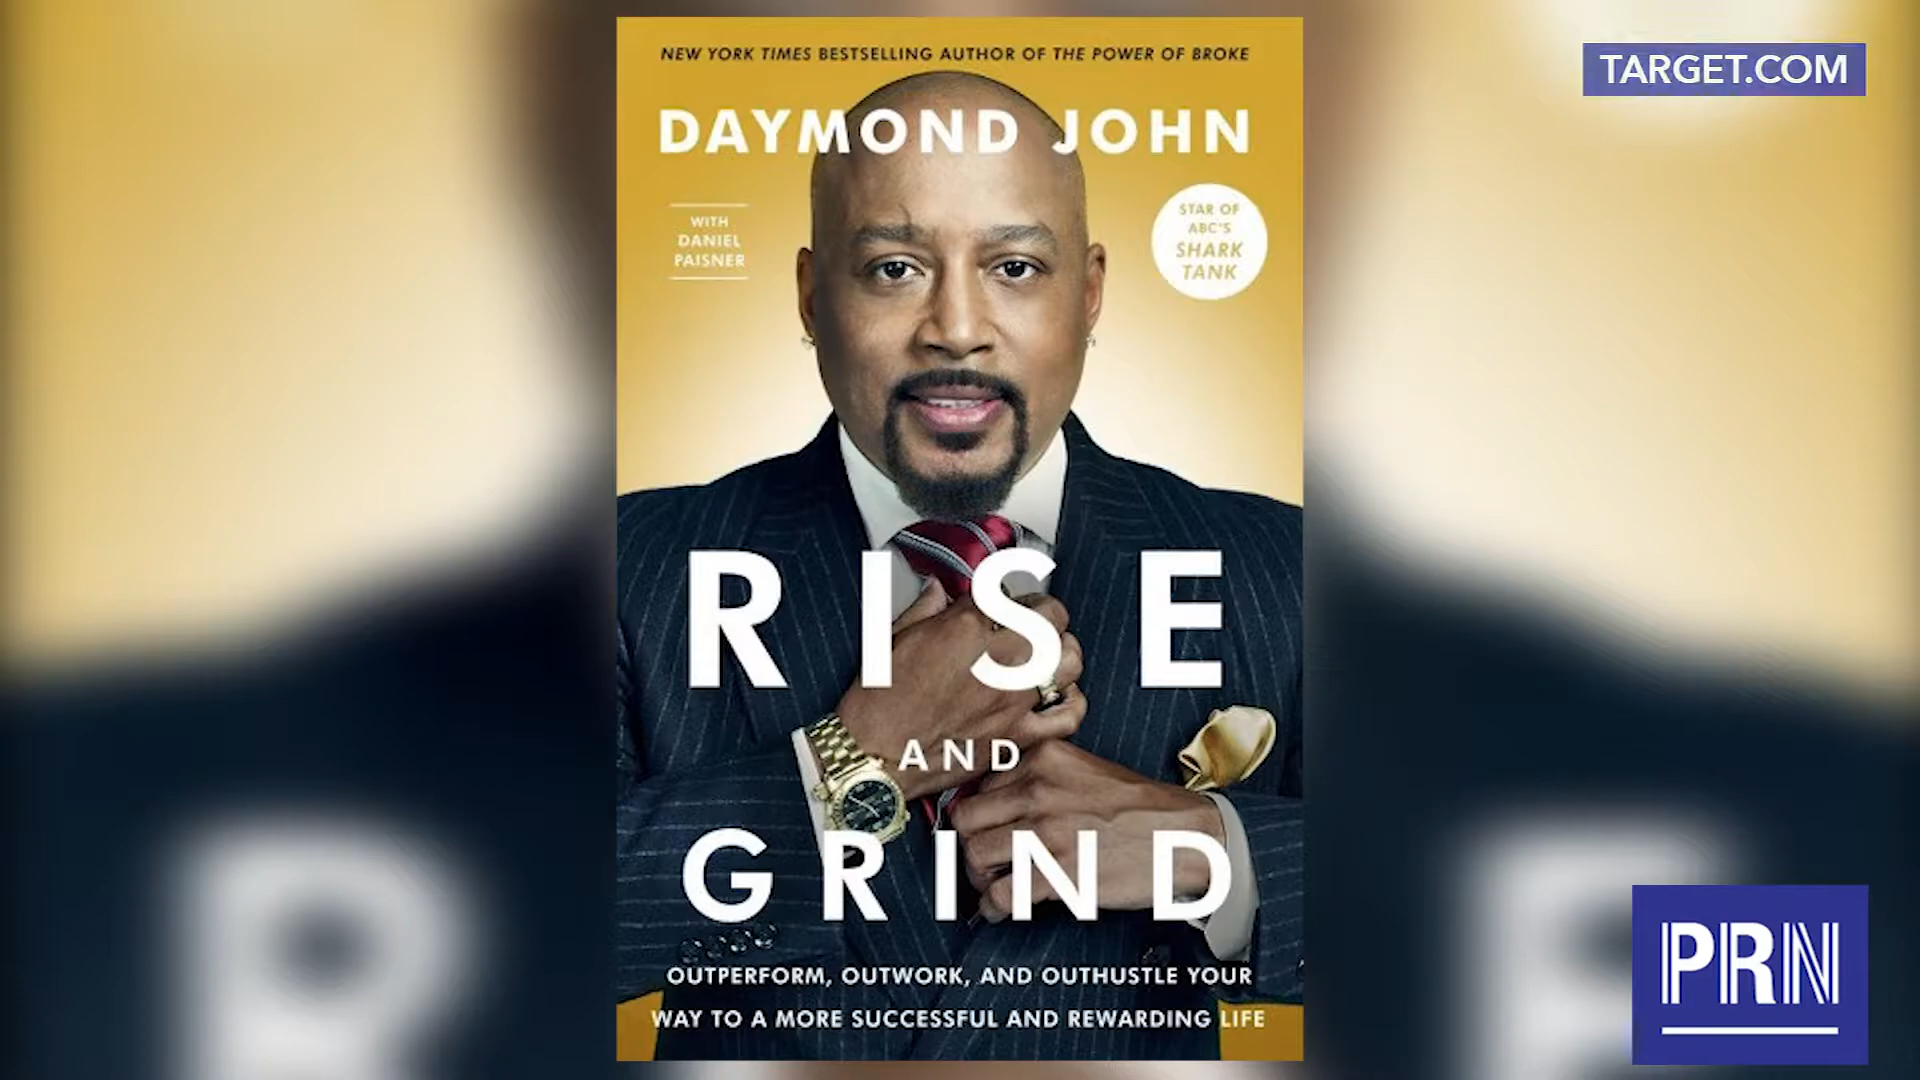 TARGET.COM
NEW YORK TIMES BESTSELLING AUTHOR OF THE POWER OF BROKE
DAYMOND JOHN
WITH
DANIEL
PAISNER
STAR OF
ABC'S
SHARK
TANK
RISE
AND
GRIND
OUTPERFORM, OUTWORK, AND OUTHUSTLE YOUR
WAY TO A MORE SUCCESSFUL AND REWARDING LIFE
PRN